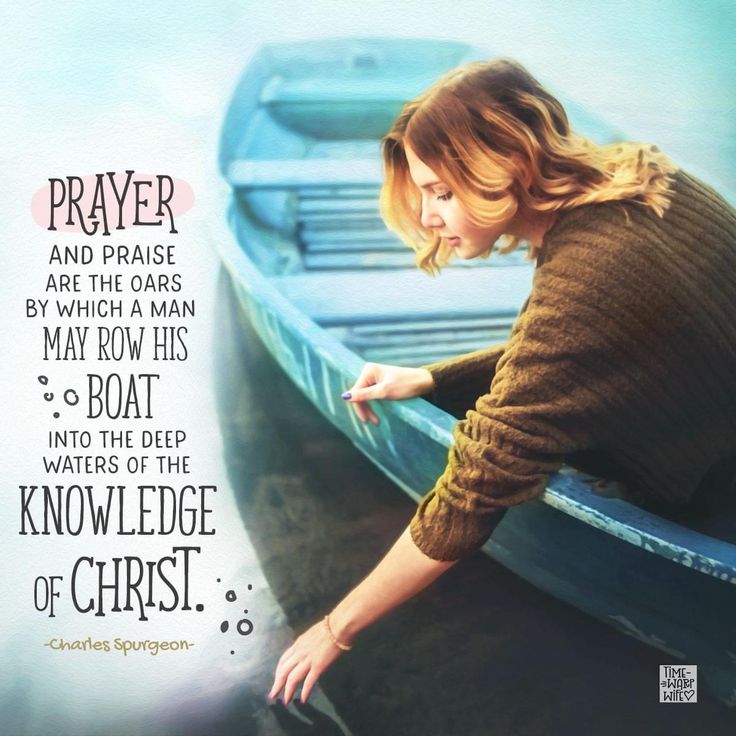 PRAYER
AND PRAISE
ARE THE OARS
BY WHICH A MAN
MAY ROW HIS
BOAT
INTO THE DEEP
WATERS OF THE
KNOWLEDGE
OF CHRIST.
-Charles Spurgeon-
TIME-
WARP
WIFE